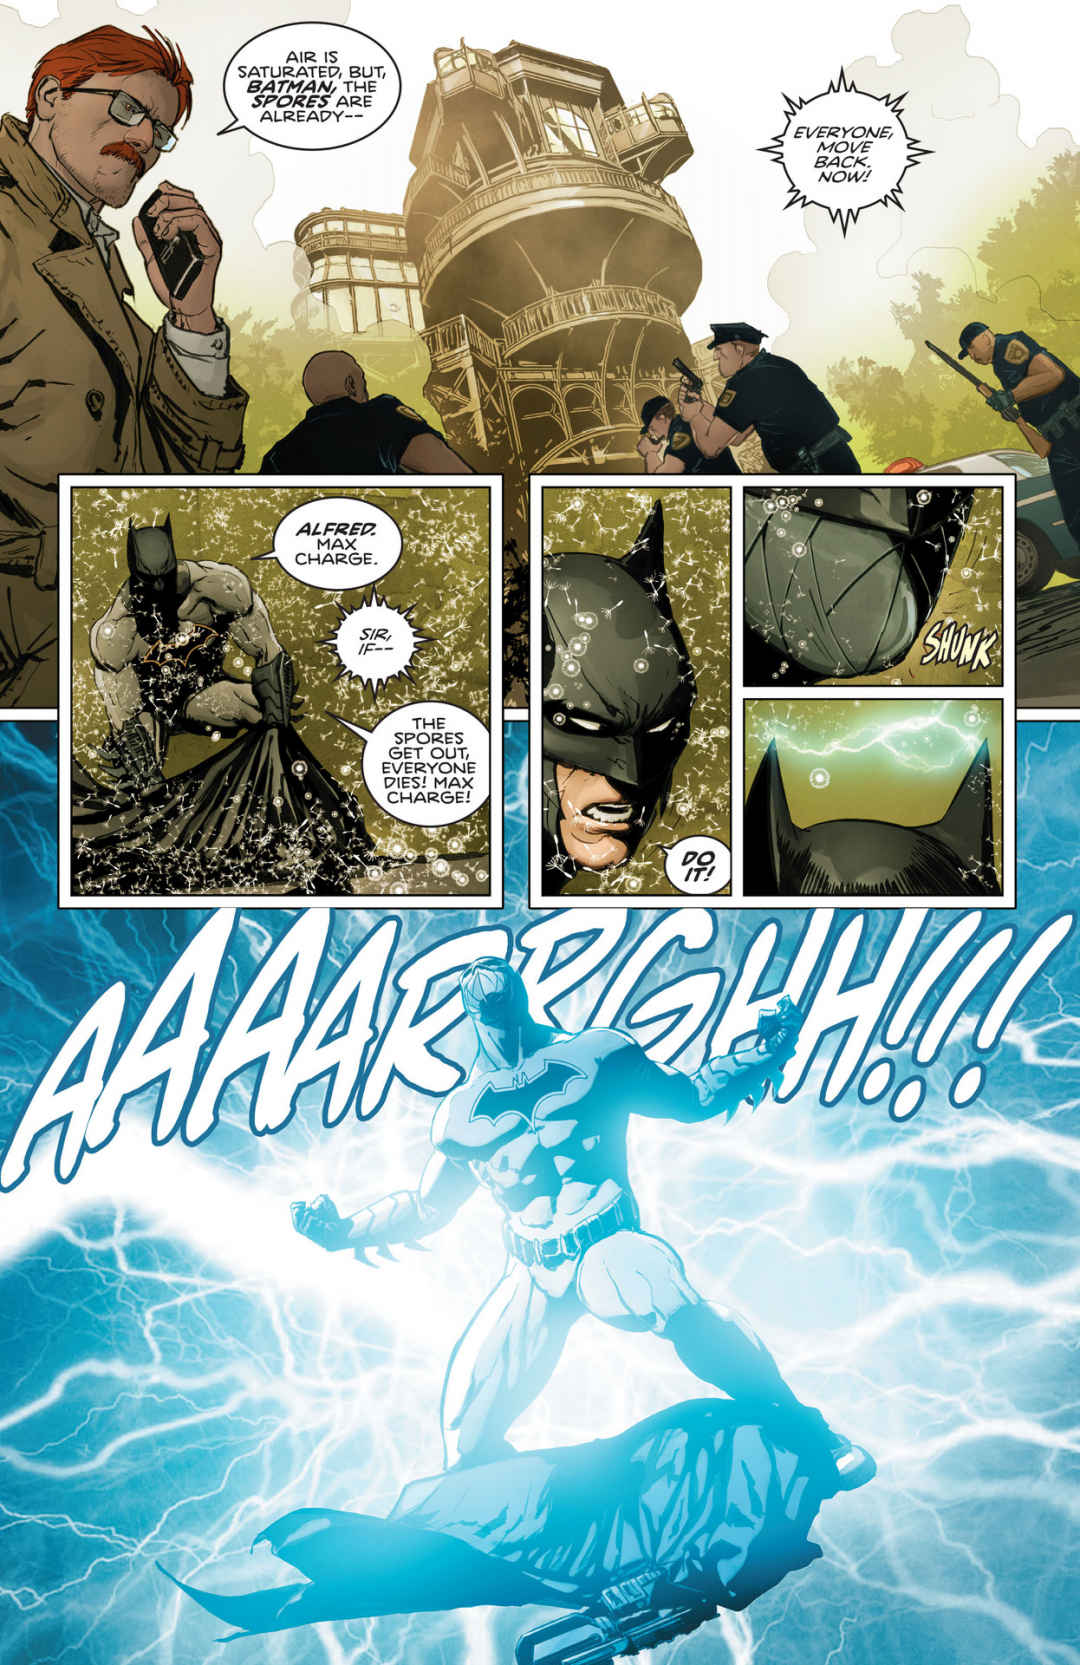 AIR IS
SATURATED, BUT,
BATMAN, THE
SPORES ARE
ALREADY--
EVERYONE,
MOVE
BACK.
NOW!
ALFRED.
MAX
CHARGE.
SIR,
IF--
THE
SPORES
GET OUT,
EVERYONE
DIES! MAX
CHARGE!
DO
IT!
SHUNK
AAAARRRGHH!!!